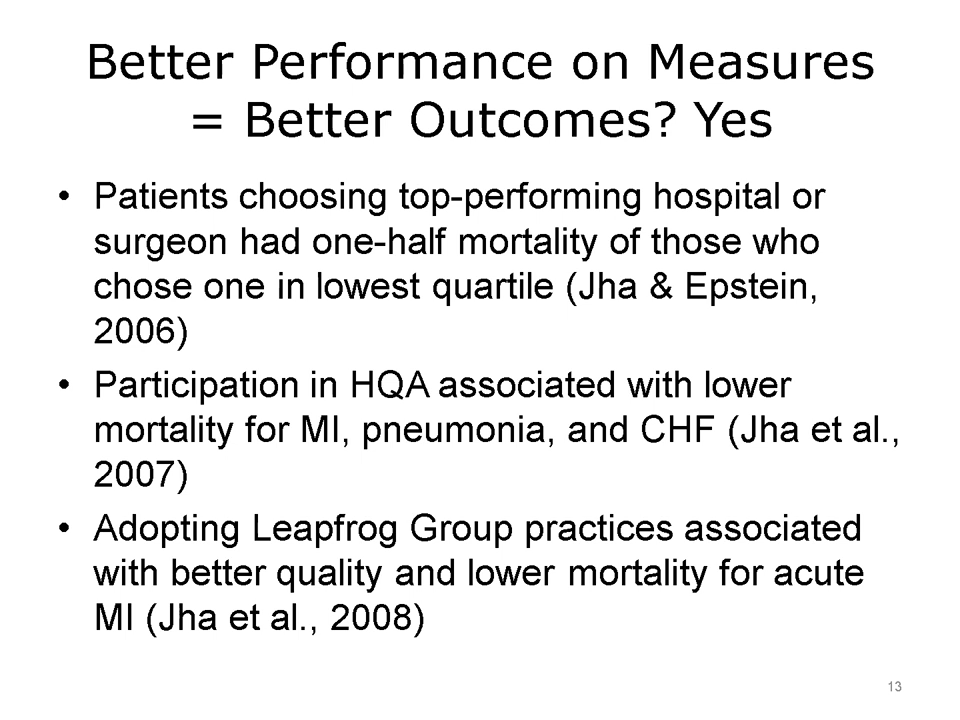 Better Performance on Measures
= Better Outcomes? Yes
• Patients choosing top-performing hospital or
surgeon had one-half mortality of those who
chose one in lowest quartile (Jha & Epstein,
2006)
• Participation in HQA associated with lower
mortality for MI, pneumonia, and CHF (Jha et al.,
2007)
• Adopting Leapfrog Group practices associated
with better quality and lower mortality for acute
MI (Jha et al., 2008)
13